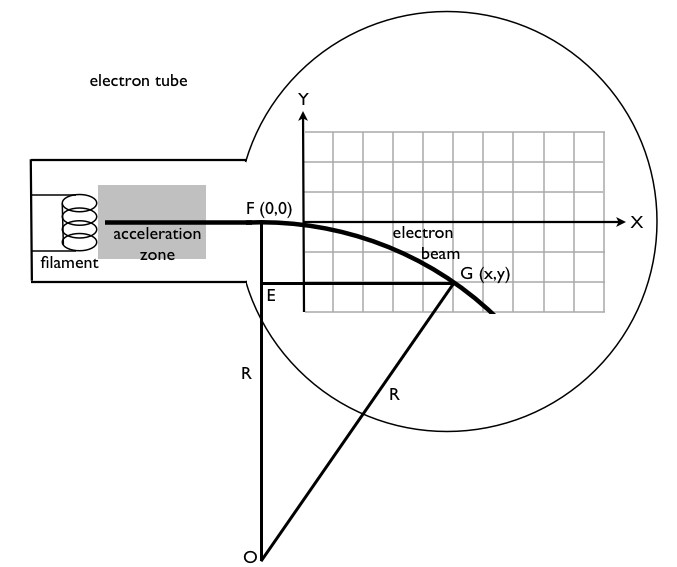 electron tube
Y
F (0,0)
X
electron
beam
acceleration
zone
filament
G (x,y)
E
R
R
O